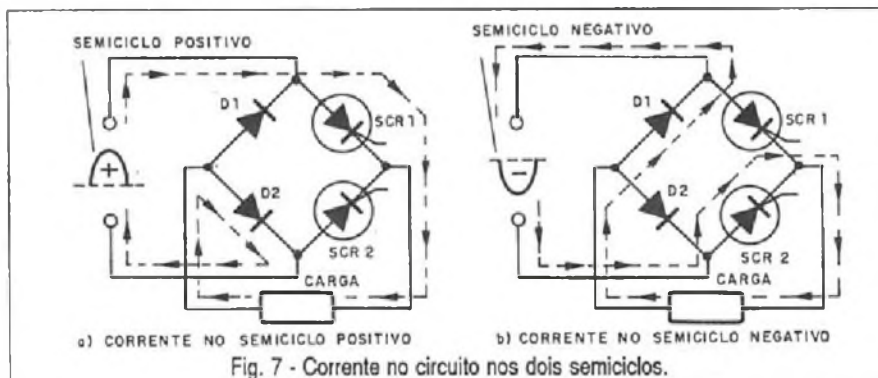 SEMICICLO POSITIVO
D1
SCR 1
+
D2
SCR 2
CARGA
a) CORRENTE NO SEMICICLO POSITIVO
SEMICICLO NEGATIVO
D1
SCR 1
-
D2
SCR 2
CARGA
b) CORRENTE NO SEMICICLO NEGATIVO
Fig. 7 - Corrente no circuito nos dois semiciclos.